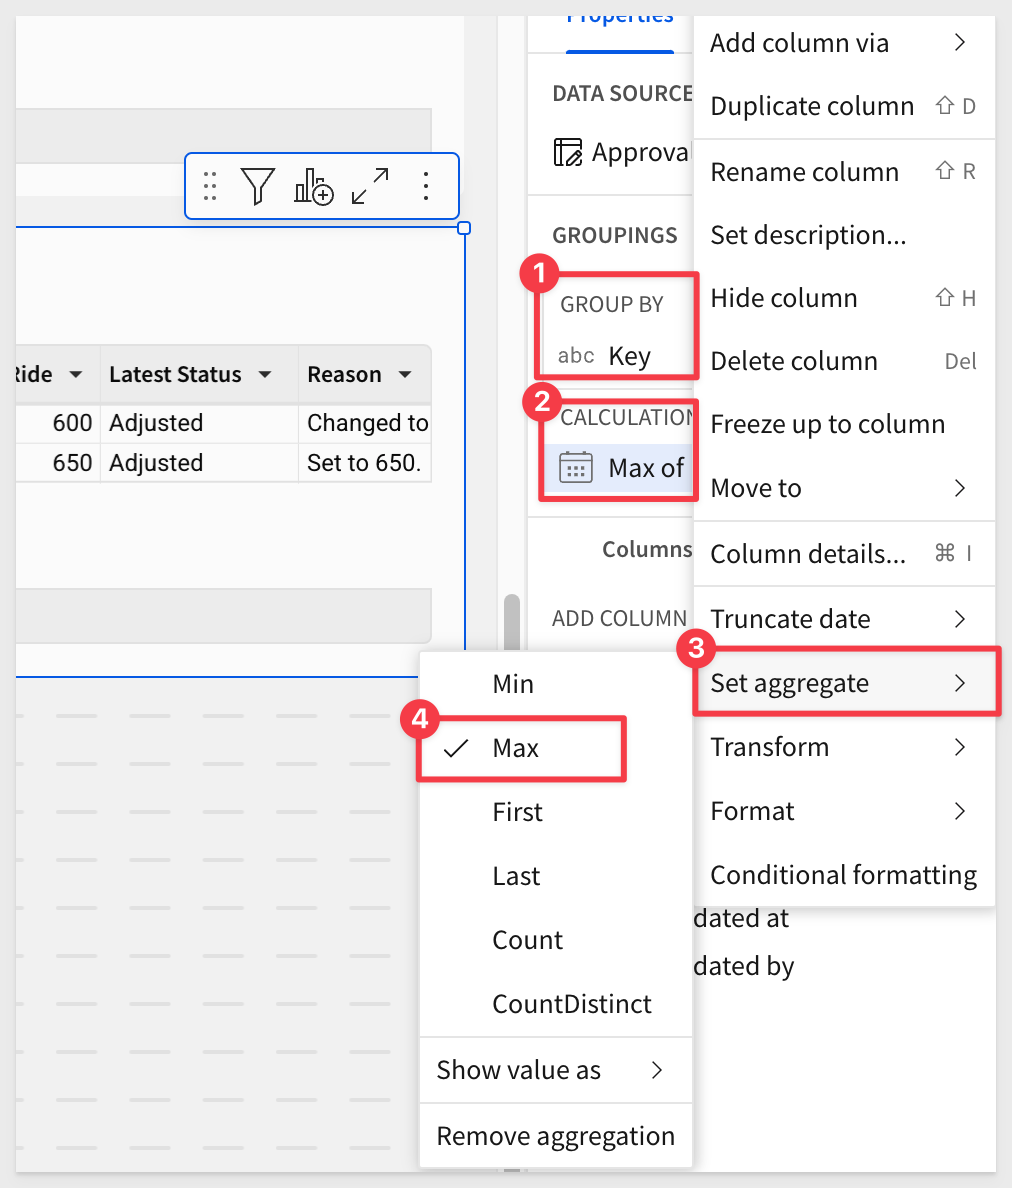 Properties
DATA SOURCE
Approval
GROUPINGS
1
GROUP BY
abc Key
2
CALCULATION
Max of
Columns
ADD COLUMN
Ride
Latest Status
Reason
600
Adjusted
Changed to
650
Adjusted
Set to 650.
Add column via
Duplicate column ⇧ D
Rename column ⇧ R
Set description...
Hide column ⇧ H
Delete column Del
Freeze up to column
Move to
Column details... ⌘ I
Truncate date
3
Set aggregate
Transform
Format
Conditional formatting
dated at
dated by
Min
4
Max
First
Last
Count
CountDistinct
Show value as
Remove aggregation